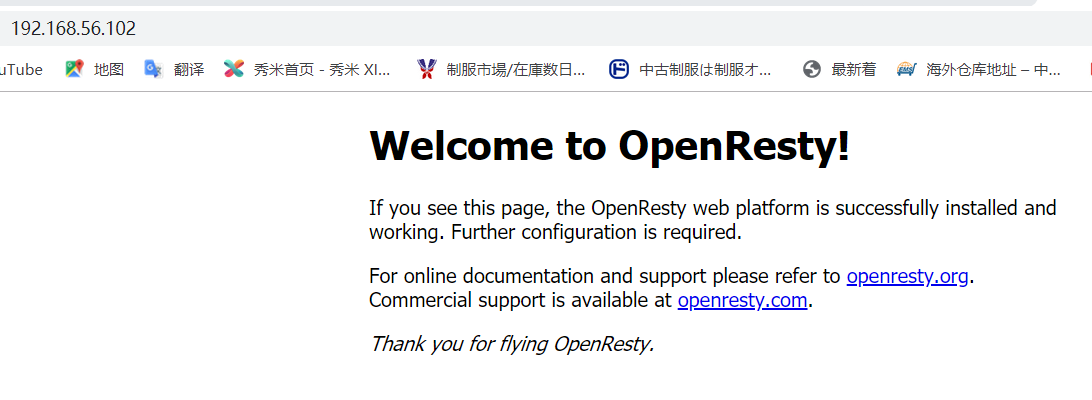 192.168.56.102
uTube 地图 翻译 秀米首页 - 秀米 XI... 制服市場/在庫数日... 中古制服は制服オ... 最新着 海外仓库地址 – 中...
Welcome to OpenResty!
If you see this page, the OpenResty web platform is successfully installed and
working. Further configuration is required.
For online documentation and support please refer to openresty.org.
Commercial support is available at openresty.com.
Thank you for flying OpenResty.